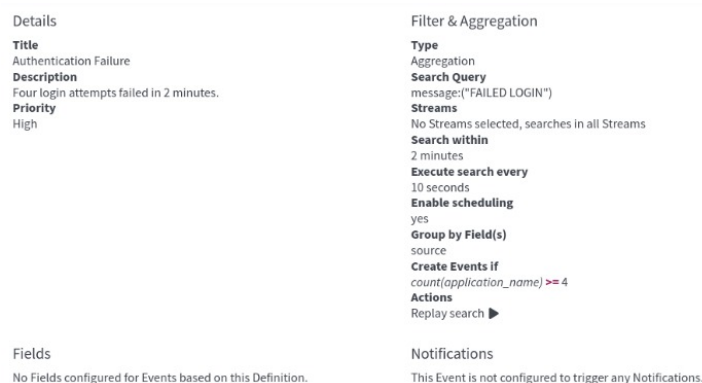 Details
Title
Authentication Failure
Description
Four login attempts failed in 2 minutes.
Priority
High
Filter & Aggregation
Type
Aggregation
Search Query
message:("FAILED LOGIN")
Streams
No Streams selected, searches in all Streams
Search within
2 minutes
Execute search every
10 seconds
Enable scheduling
yes
Group by Field(s)
source
Create Events if
count(application_name) >= 4
Actions
Replay search ▶
Fields
No Fields configured for Events based on this Definition.
Notifications
This Event is not configured to trigger any Notifications.